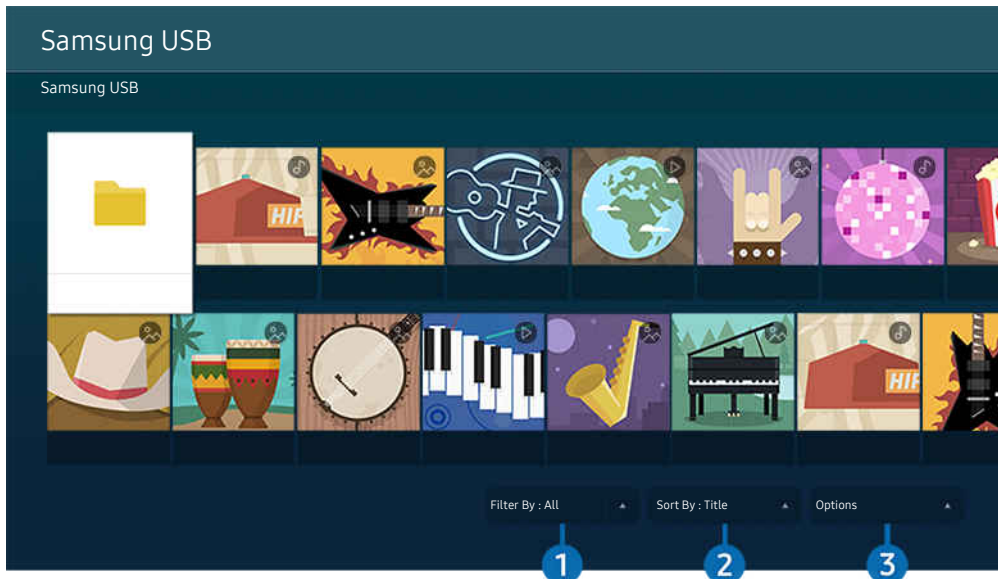 Samsung USB
Samsung USB
HIF
HIF
Filter By : All
Sort By : Title
Options
1
2
3